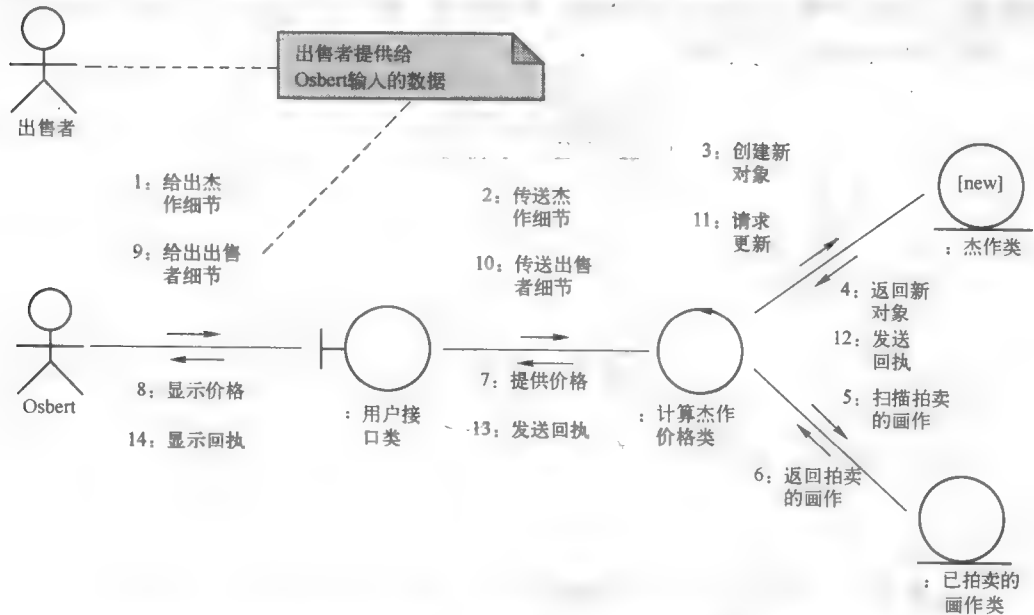 出售者提供给
Osbert输入的数据
出售者
1：给出杰
作细节
9：给出出售
者细节
2：传送杰
作细节
10：传送出售
者细节
3：创建新
对象
11：请求
更新
[new]
：杰作类
4：返回新
对象
12：发送
回执
Osbert
8：显示价格
14：显示回执
：用户接
口类
7：提供价格
13：发送回执
：计算杰作
价格类
5：扫描拍卖
的画作
6：返回拍卖
的画作
：已拍卖的
画作类